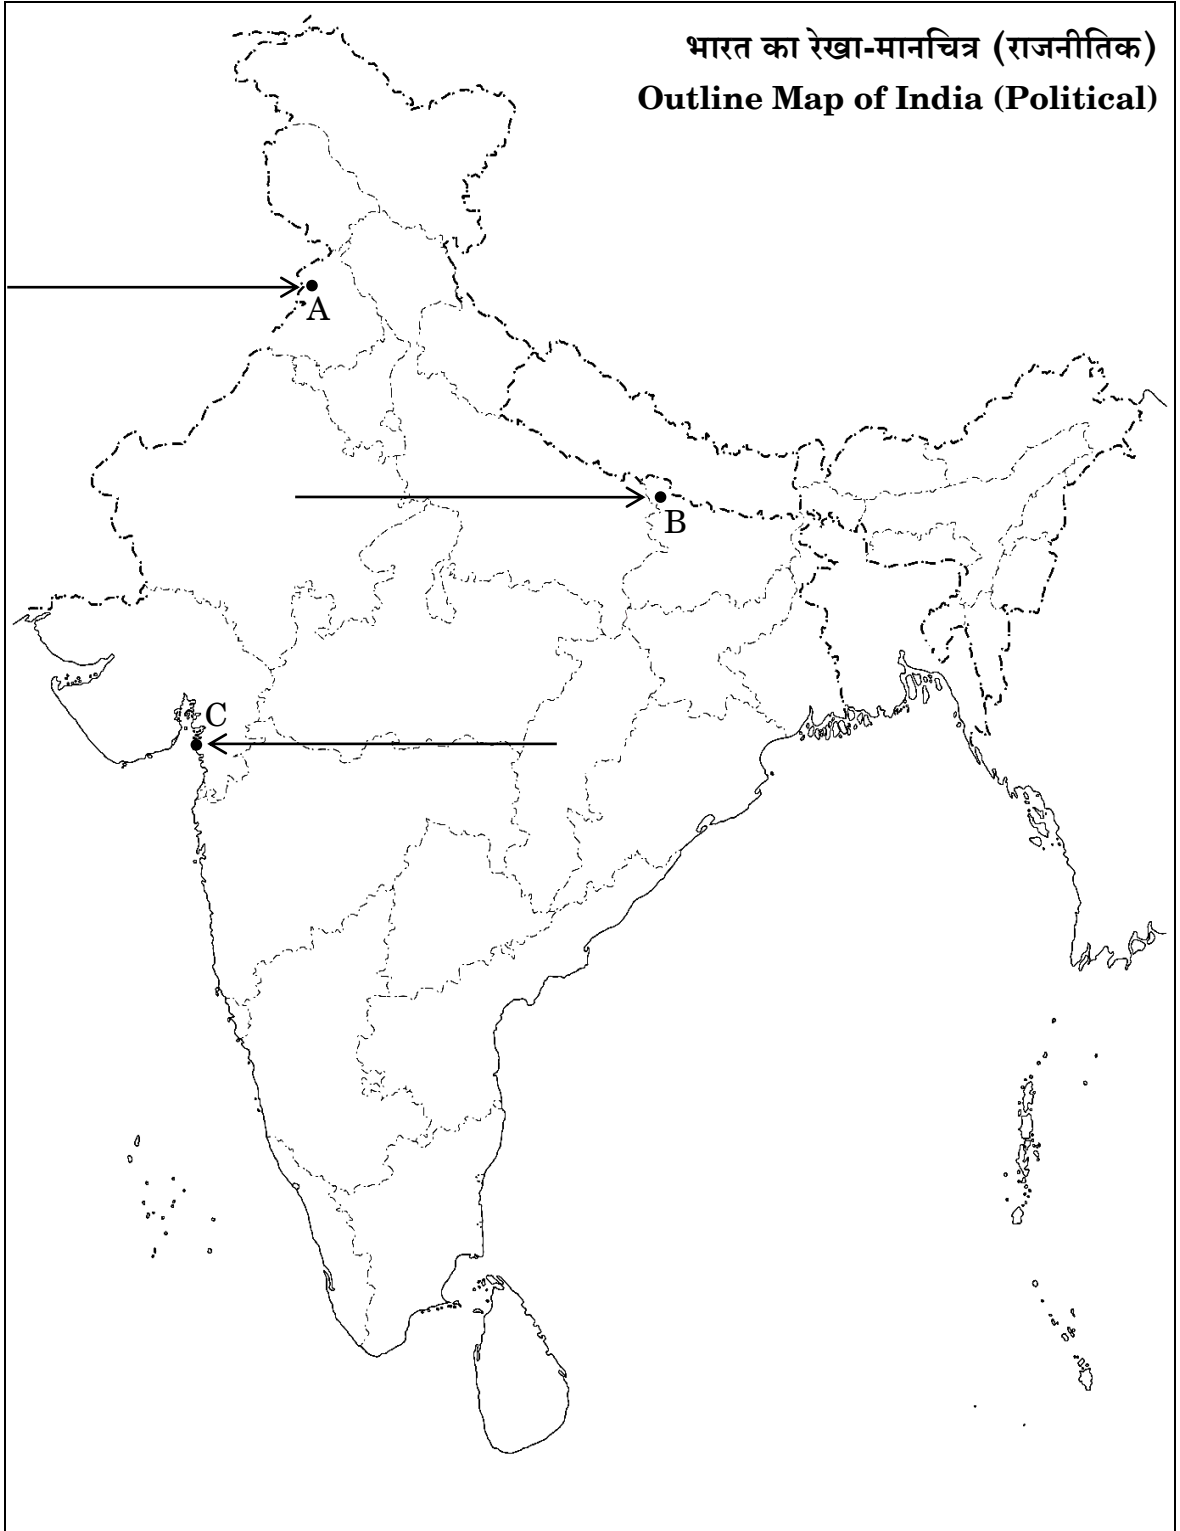 भारत का रेखा-मानचित्र (राजनीतिक)
Outline Map of India (Political)
A
B
C